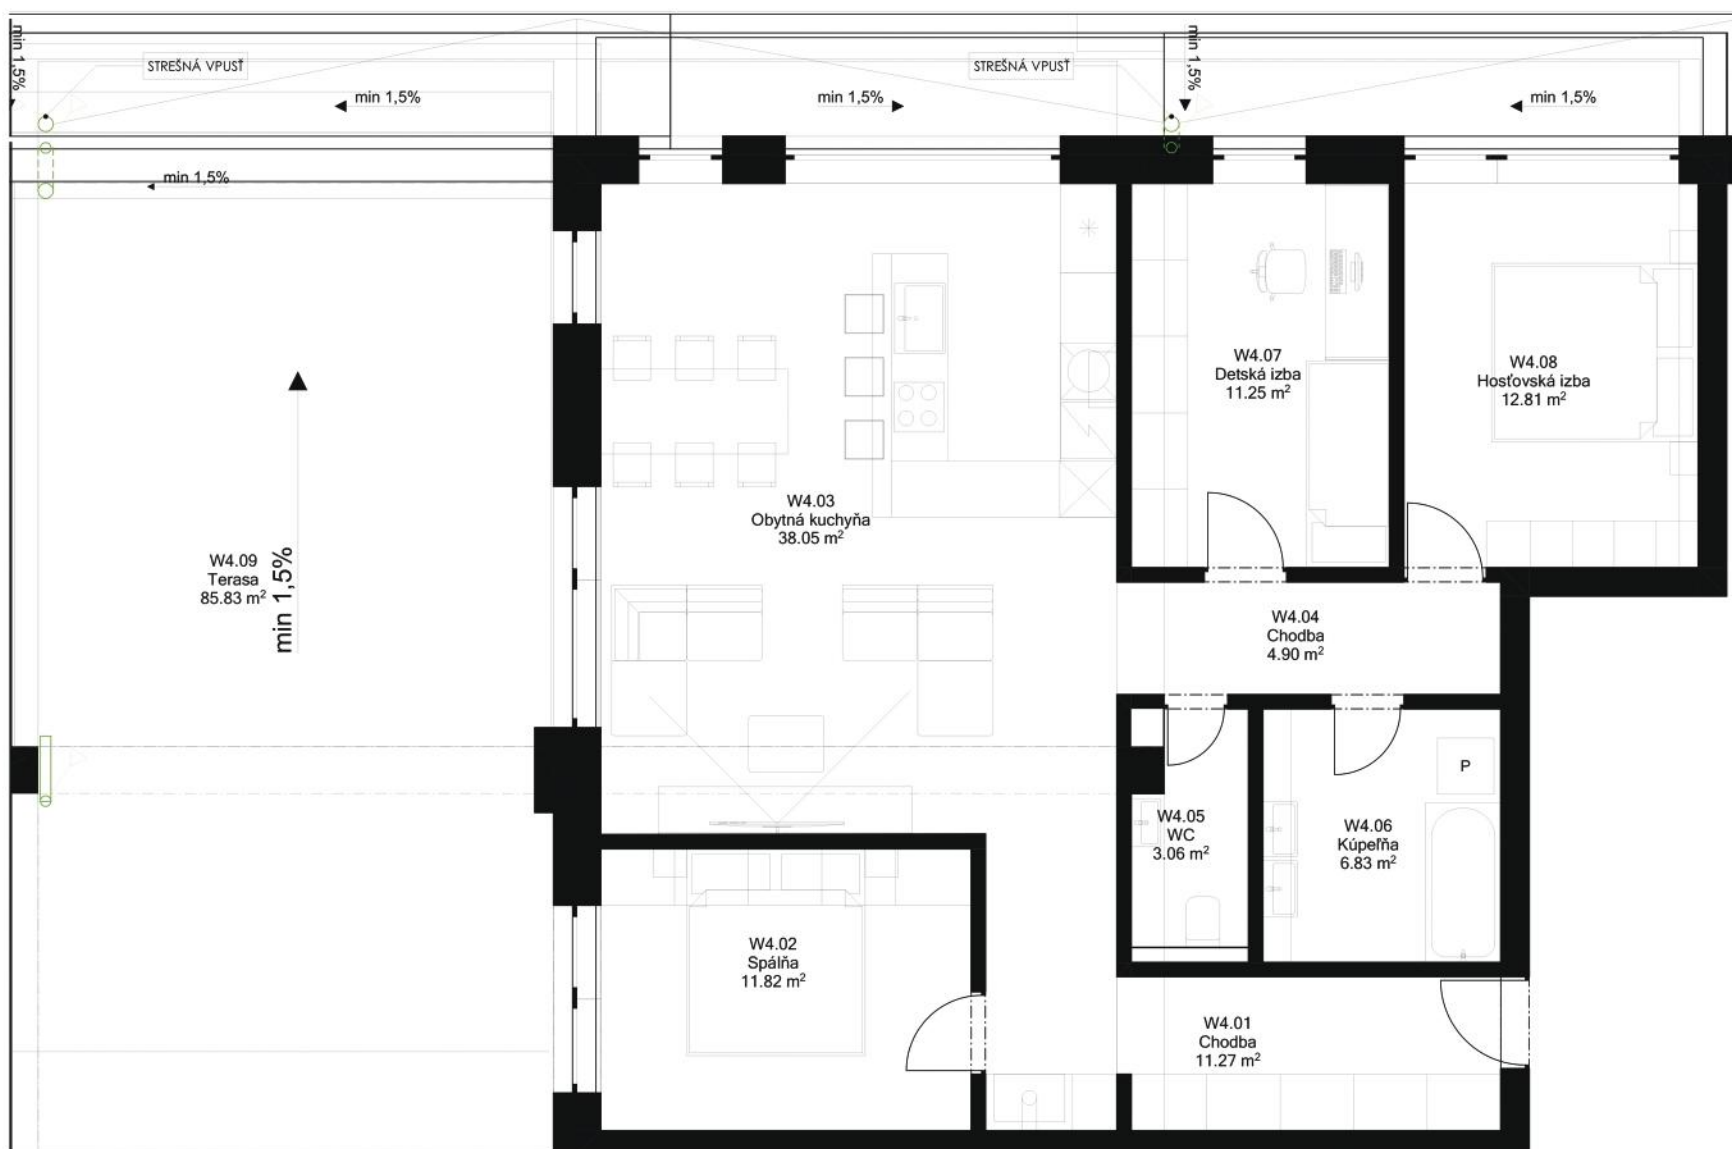 min 1,5%
STREŠNÁ VPUSŤ
min 1,5%
min 1,5%
STREŠNÁ VPUSŤ
min 1,5%
min 1,5%
min 1,5%
W4.09
Terasa
85.83 m²
min 1,5%
W4.03
Obytná kuchyňa
38.05 m²
W4.07
Detská izba
11.25 m²
W4.08
Hosťovská izba
12.81 m²
W4.04
Chodba
4.90 m²
W4.05
WC
3.06 m²
W4.06
Kúpeľňa
6.83 m²
P
W4.02
Spálňa
11.82 m²
W4.01
Chodba
11.27 m²